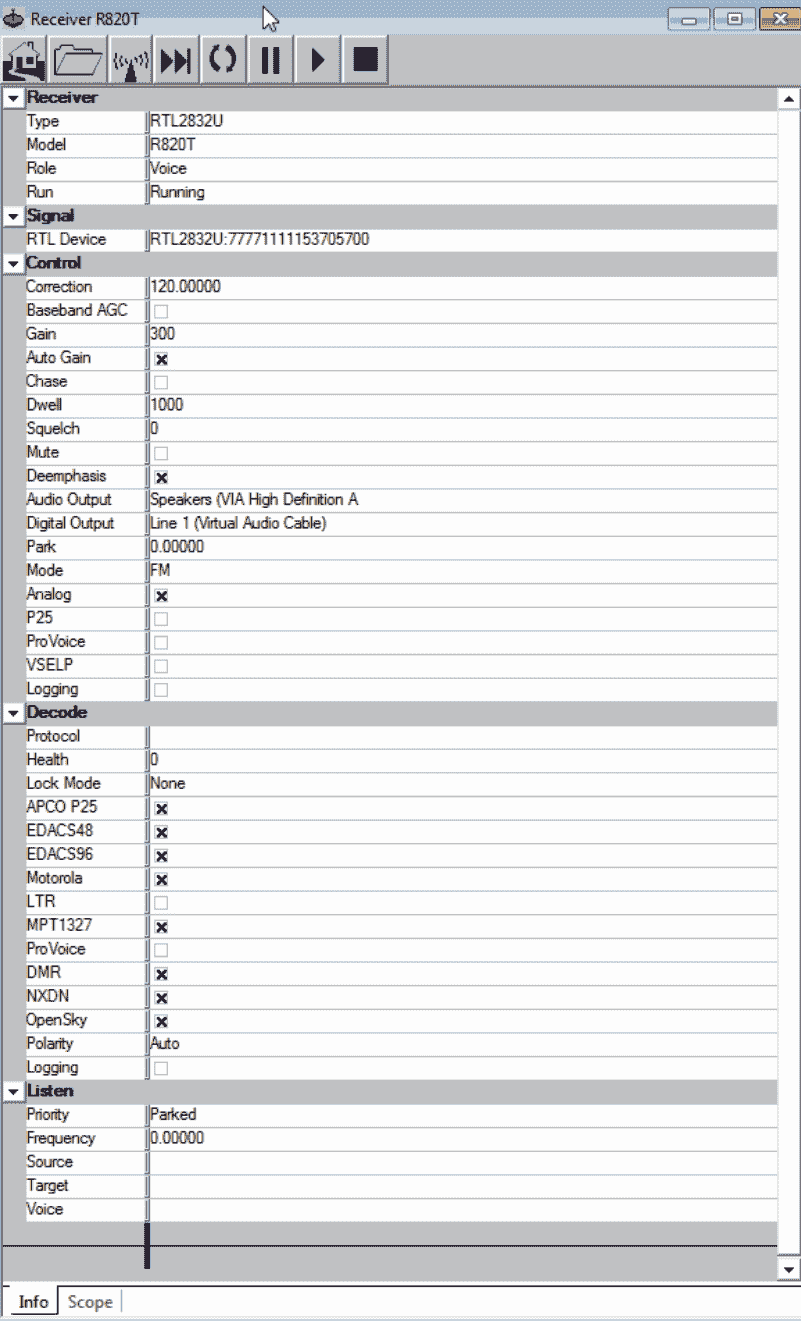 Receiver R820T
Receiver
Type RTL2832U
Model R820T
Role Voice
Run Running
Signal
RTL Device RTL2832U:77771111153705700
Control
Correction 120.00000
Baseband AGC
Gain 300
Auto Gain
Chase
Dwell 1000
Squelch 0
Mute
Deemphasis
Audio Output Speakers (VIA High Definition A
Digital Output Line 1 (Virtual Audio Cable)
Park 0.00000
Mode FM
Analog
P25
ProVoice
VSELP
Logging
Decode
Protocol
Health 0
Lock Mode None
APCO P25
EDACS48
EDACS96
Motorola
LTR
MPT1327
ProVoice
DMR
NXDN
OpenSky
Polarity Auto
Logging
Listen
Priority Parked
Frequency 0.00000
Source
Target
Voice
Info Scope